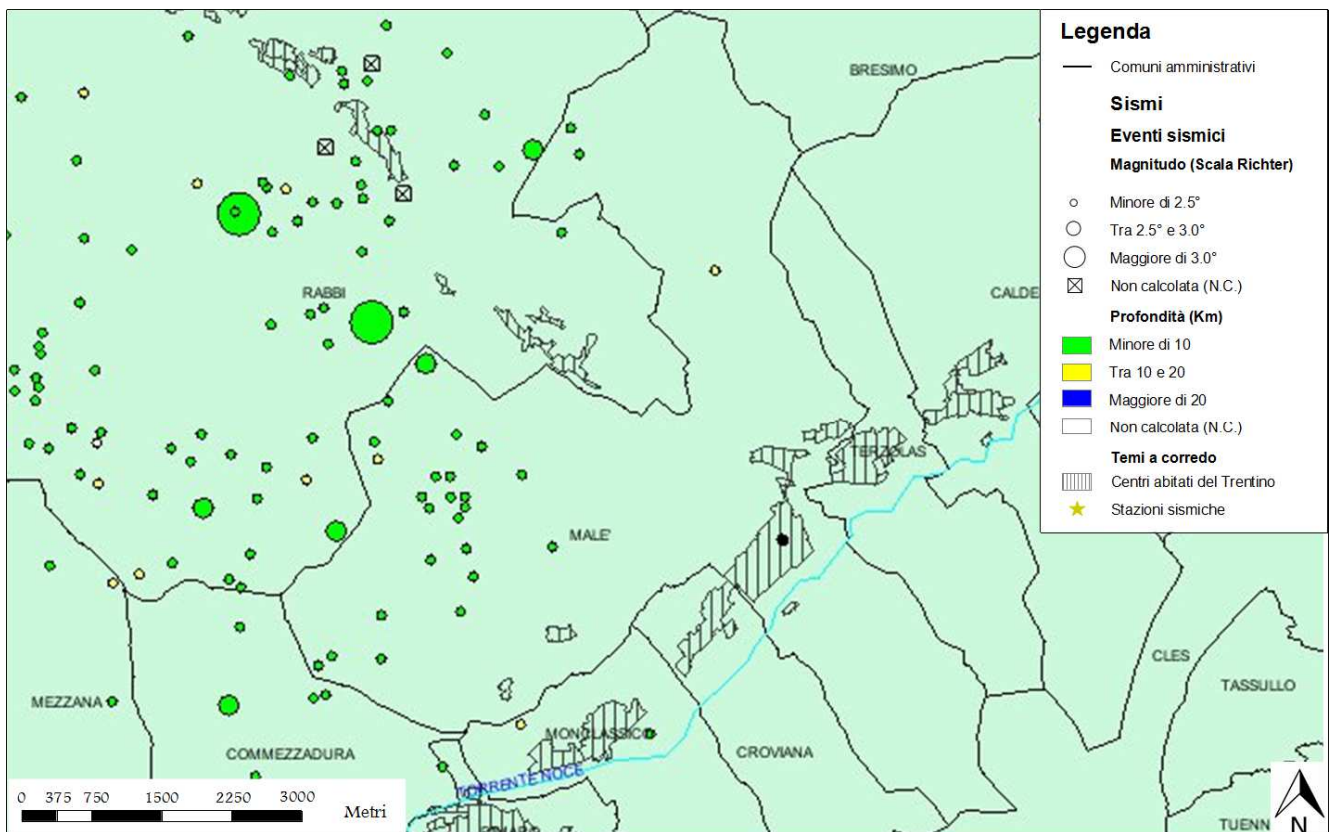 Legenda
Comuni amministrativi
Sismi
Eventi sismici
Magnitudo (Scala Richter)
Minore di 2.5°
Tra 2.5° e 3.0°
Maggiore di 3.0°
Non calcolata (N.C.)
Profondità (Km)
Minore di 10
Tra 10 e 20
Maggiore di 20
Non calcolata (N.C.)
Temi a corredo
Centri abitati del Trentino
Stazioni sismiche
BRESIMO
RABBI
CALDE
TERZOLAS
MALE'
CLES
TASSULLO
MEZZANA
MONCLASSICO
CROVIANA
COMMEZZADURA
TORRENTE NOCE
0 375 750 1500 2250 3000
Metri
TUENN
N